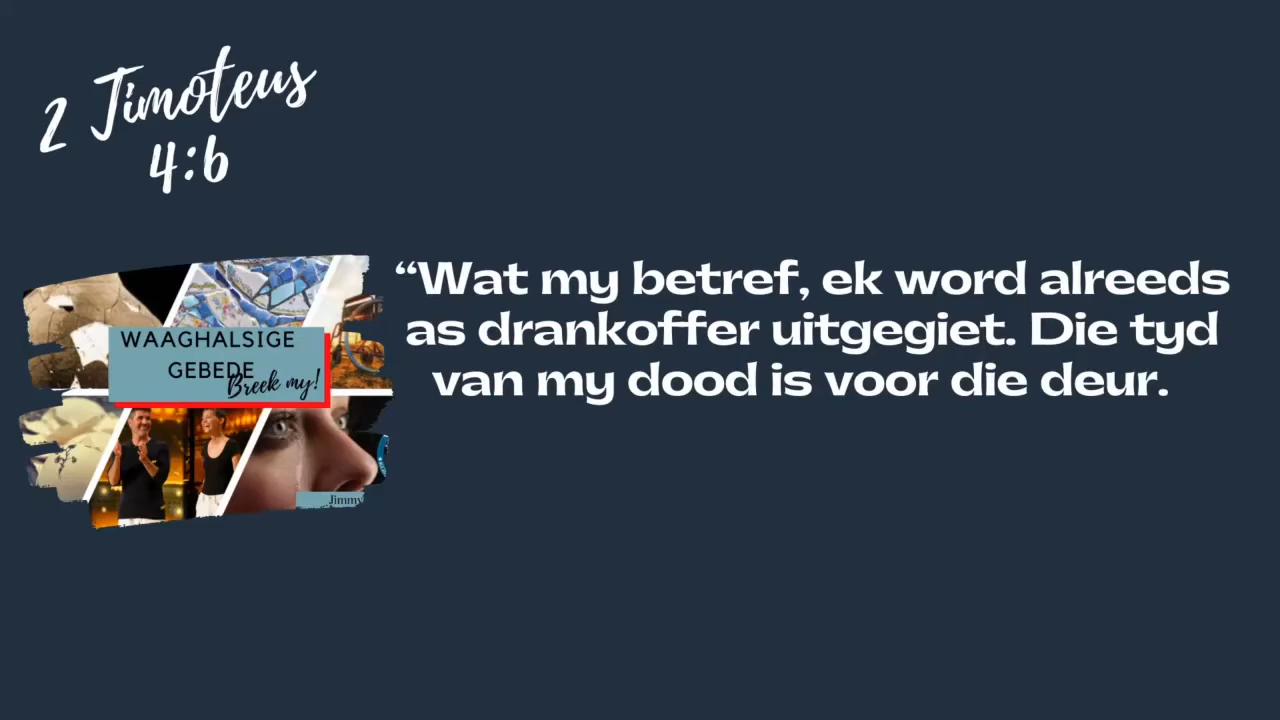 2 Timoteus
4:6
WAAGHALSIGE
GEBEDE
Breek my!
Jimmy
“Wat my betref, ek word alreeds
as drankoffer uitgegiet. Die tyd
van my dood is voor die deur.